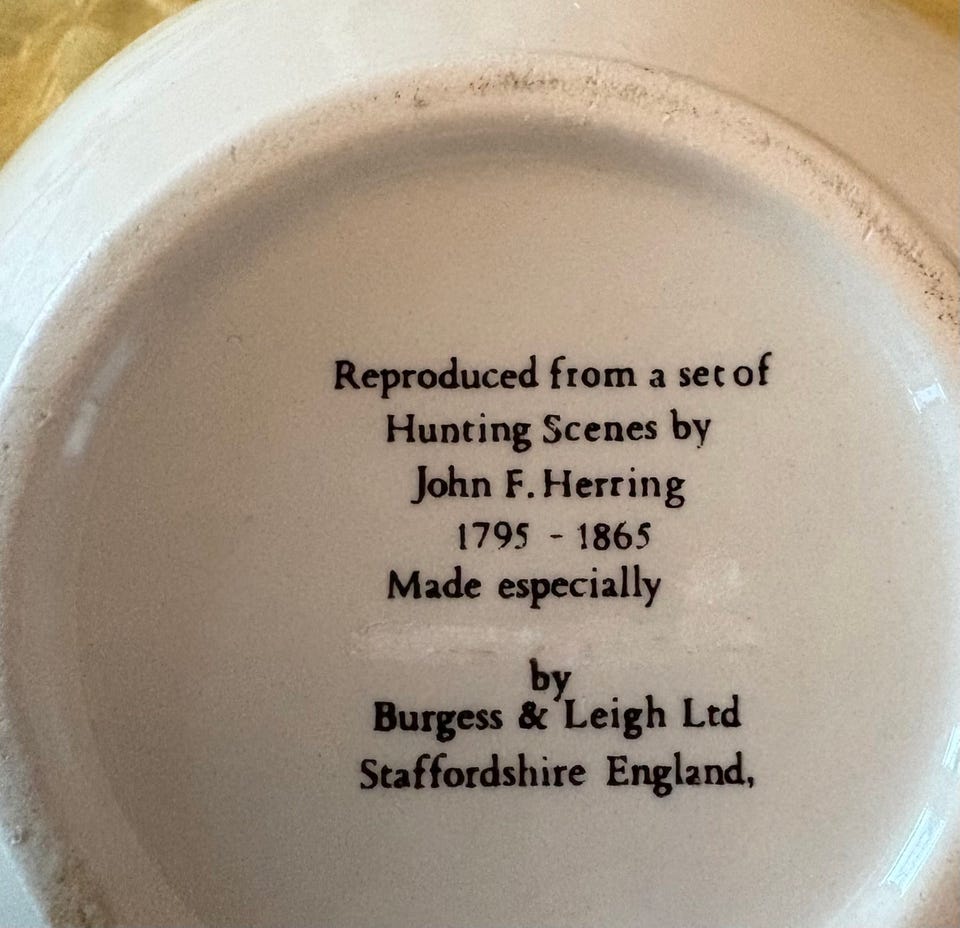 Reproduced from a set of
Hunting Scenes by
John F. Herring
1795 - 1865
Made especially
by
Burgess & Leigh Ltd
Staffordshire England,